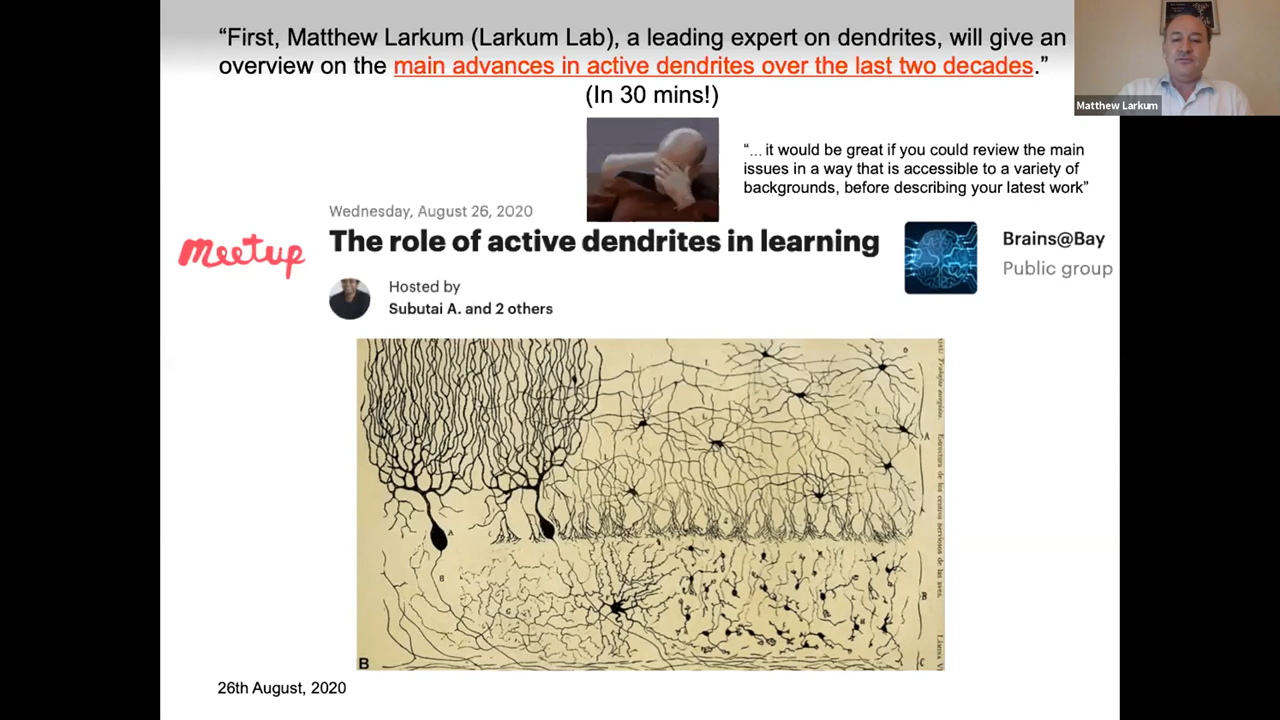 “First, Matthew Larkum (Larkum Lab), a leading expert on dendrites, will give an
overview on the main advances in active dendrites over the last two decades.”
(In 30 mins!)
Matthew Larkum
“... it would be great if you could review the main
issues in a way that is accessible to a variety of
backgrounds, before describing your latest work”
Wednesday, August 26, 2020
meetup
The role of active dendrites in learning
Brains@Bay
Public group
Hosted by
Subutai A. and 2 others
A
B
C
B
26th August, 2020